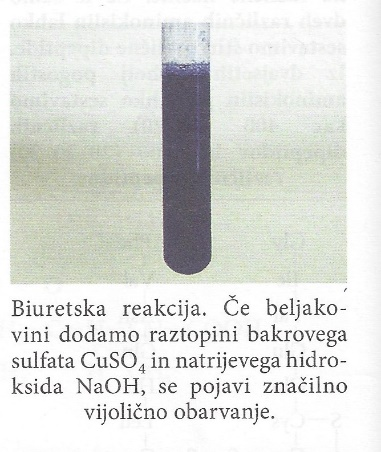 Biuretska reakcija. Če beljako-
vini dodamo raztopini bakrovega
sulfata CuSO₄ in natrijevega hidro-
ksida NaOH, se pojavi značilno
vijolično obarvanje.